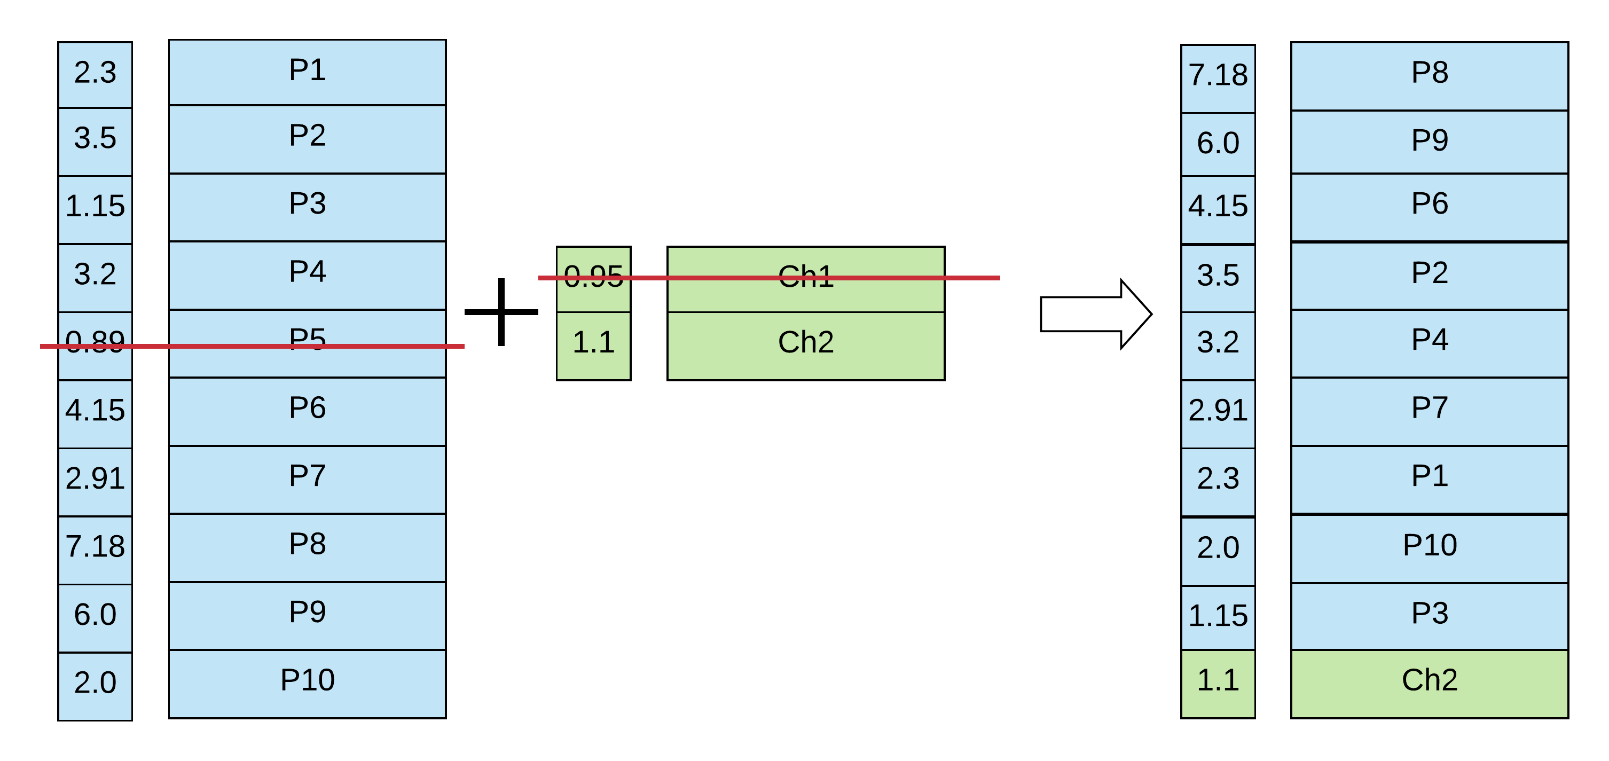 2.3 P1
3.5 P2
1.15 P3
3.2 P4
0.89 P5
4.15 P6
2.91 P7
7.18 P8
6.0 P9
2.0 P10
0.95 Ch1
1.1 Ch2
7.18 P8
6.0 P9
4.15 P6
3.5 P2
3.2 P4
2.91 P7
2.3 P1
2.0 P10
1.15 P3
1.1 Ch2